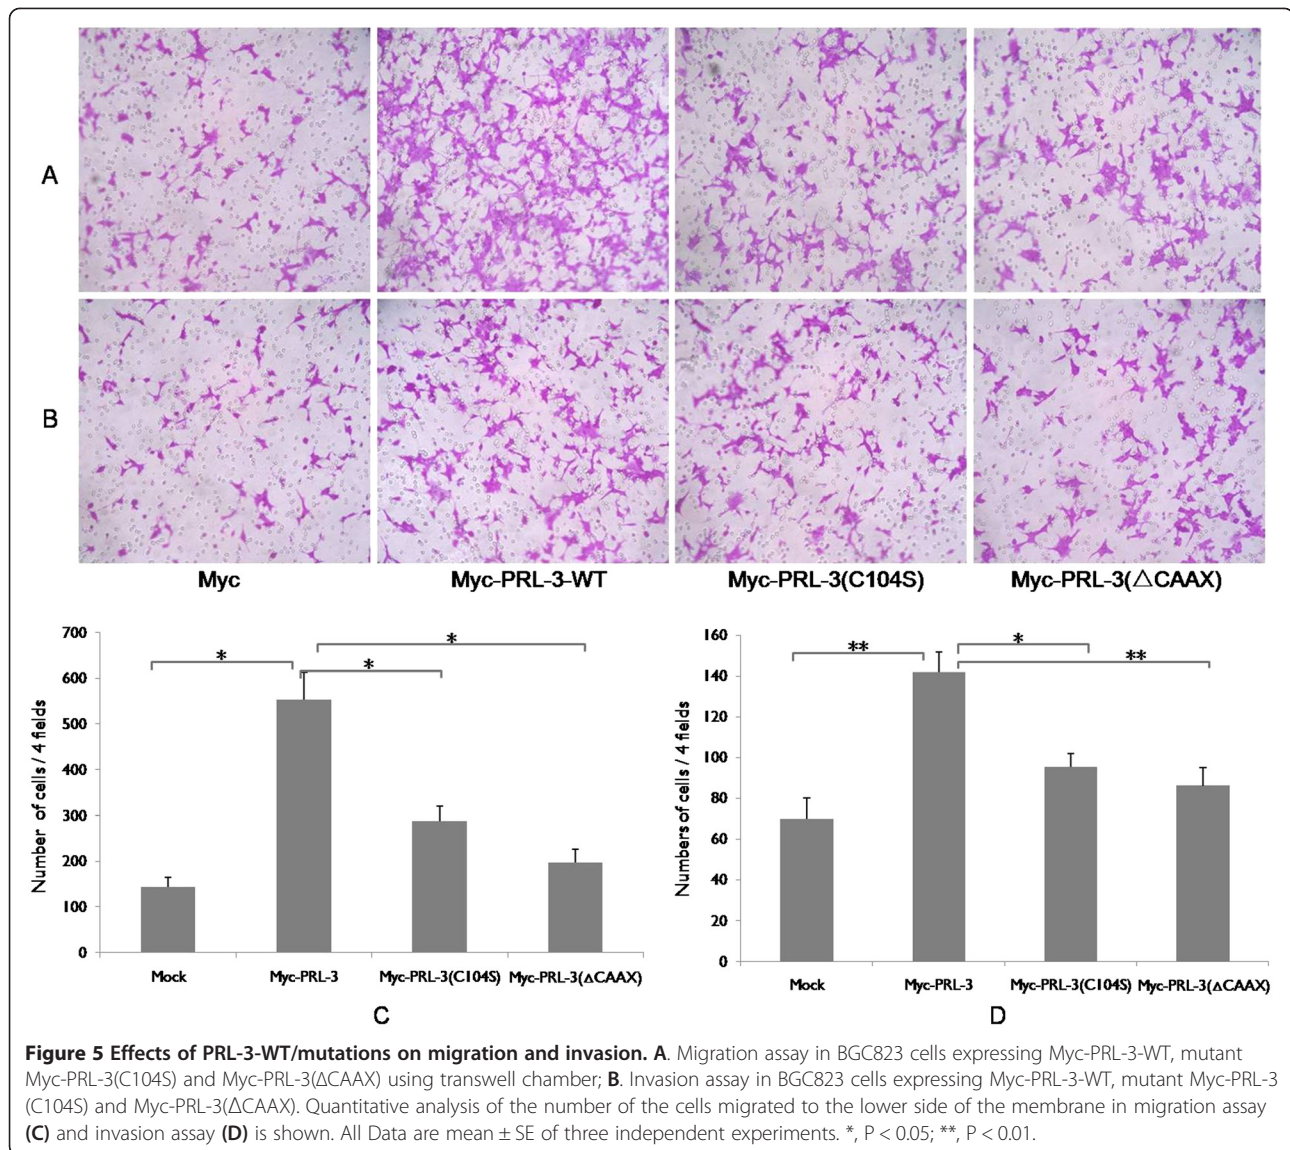 A
B
Myc Myc-PRL-3-WT Myc-PRL-3(C104S) Myc-PRL-3(△CAAX)
Number of cells / 4 fields
700
600
500
400
300
200
100
0
* * *
Mock Myc-PRL-3 Myc-PRL-3(C104S) Myc-PRL-3(ΔCAAX)
C
Numbers of cells / 4 fields
160
140
120
100
80
60
40
20
0
** * **
Mock Myc-PRL-3 Myc-PRL-3(C104S) Myc-PRL-3(ΔCAAX)
D
Figure 5 Effects of PRL-3-WT/mutations on migration and invasion. A. Migration assay in BGC823 cells expressing Myc-PRL-3-WT, mutant
Myc-PRL-3(C104S) and Myc-PRL-3(ΔCAAX) using transwell chamber; B. Invasion assay in BGC823 cells expressing Myc-PRL-3-WT, mutant Myc-PRL-3
(C104S) and Myc-PRL-3(ΔCAAX). Quantitative analysis of the number of the cells migrated to the lower side of the membrane in migration assay
(C) and invasion assay (D) is shown. All Data are mean ± SE of three independent experiments. *, P < 0.05; **, P < 0.01.